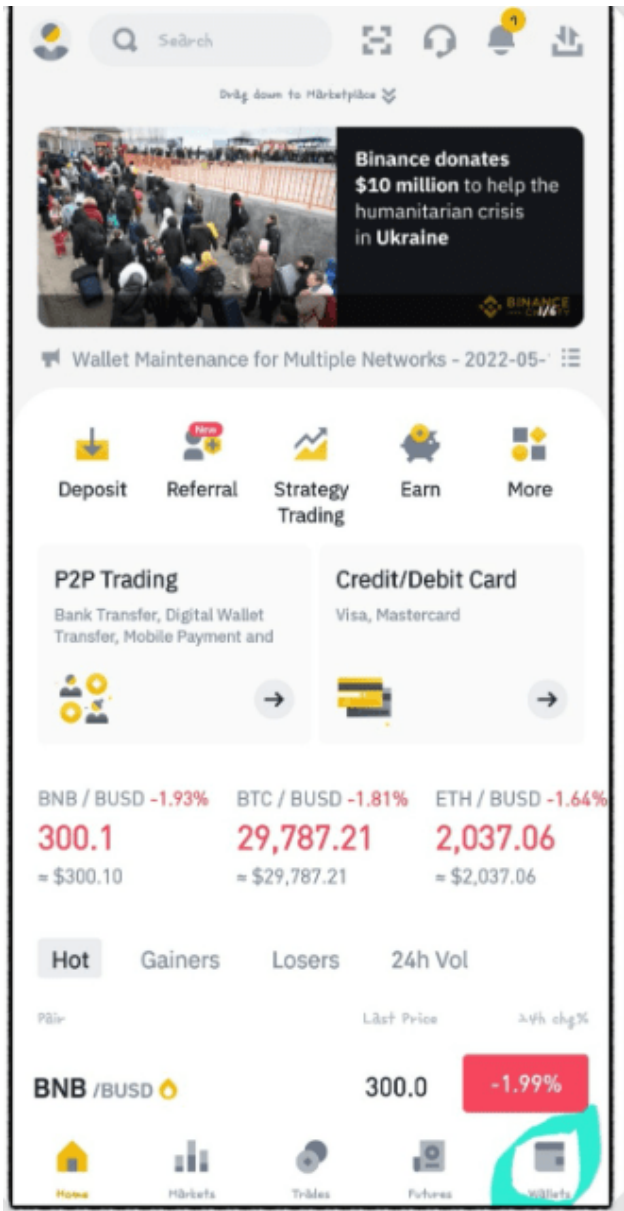 1
Search
Drag down to Marketplace
Binance donates
$10 million to help the
humanitarian crisis
in Ukraine
BINANCE
1/6
Wallet Maintenance for Multiple Networks - 2022-05-
New
Deposit
Referral
Strategy
Trading
Earn
More
P2P Trading
Bank Transfer, Digital Wallet
Transfer, Mobile Payment and
Credit/Debit Card
Visa, Mastercard
BNB / BUSD -1.93% BTC / BUSD -1.81% ETH / BUSD -1.64%
300.1 29,787.21 2,037.06
≈ $300.10 ≈ $29,787.21 ≈ $2,037.06
Hot Gainers Losers 24h Vol
Pair Last Price 24h chg%
BNB /BUSD 300.0 -1.99%
Home Markets Trades Futures Wallets